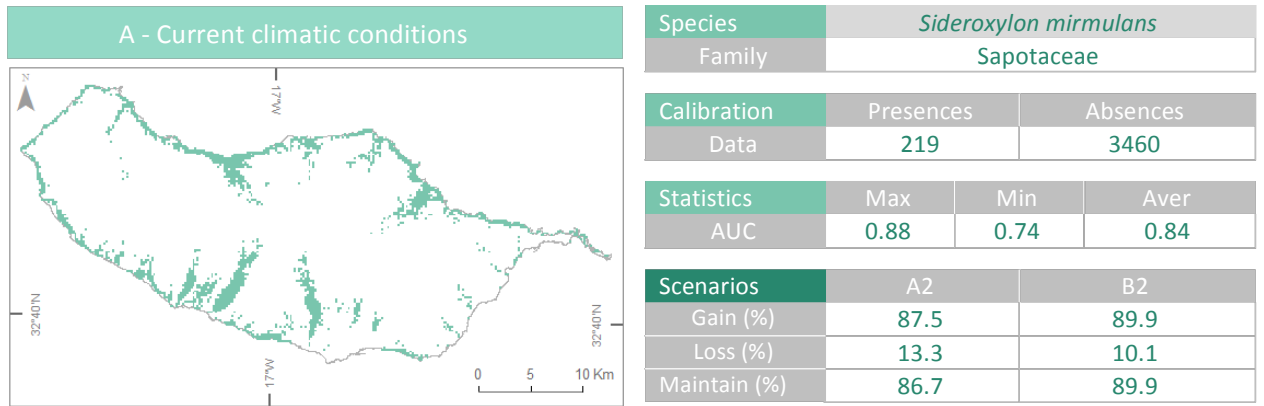 A - Current climatic conditions
N
17°W
32°40'N
32°40'N
17°W
0 5 10 Km
Species Sideroxylon mirmulans
Family Sapotaceae
Calibration Presences Absences
Data 219 3460
Statistics Max Min Aver
AUC 0.88 0.74 0.84
Scenarios A2 B2
Gain (%) 87.5 89.9
Loss (%) 13.3 10.1
Maintain (%) 86.7 89.9